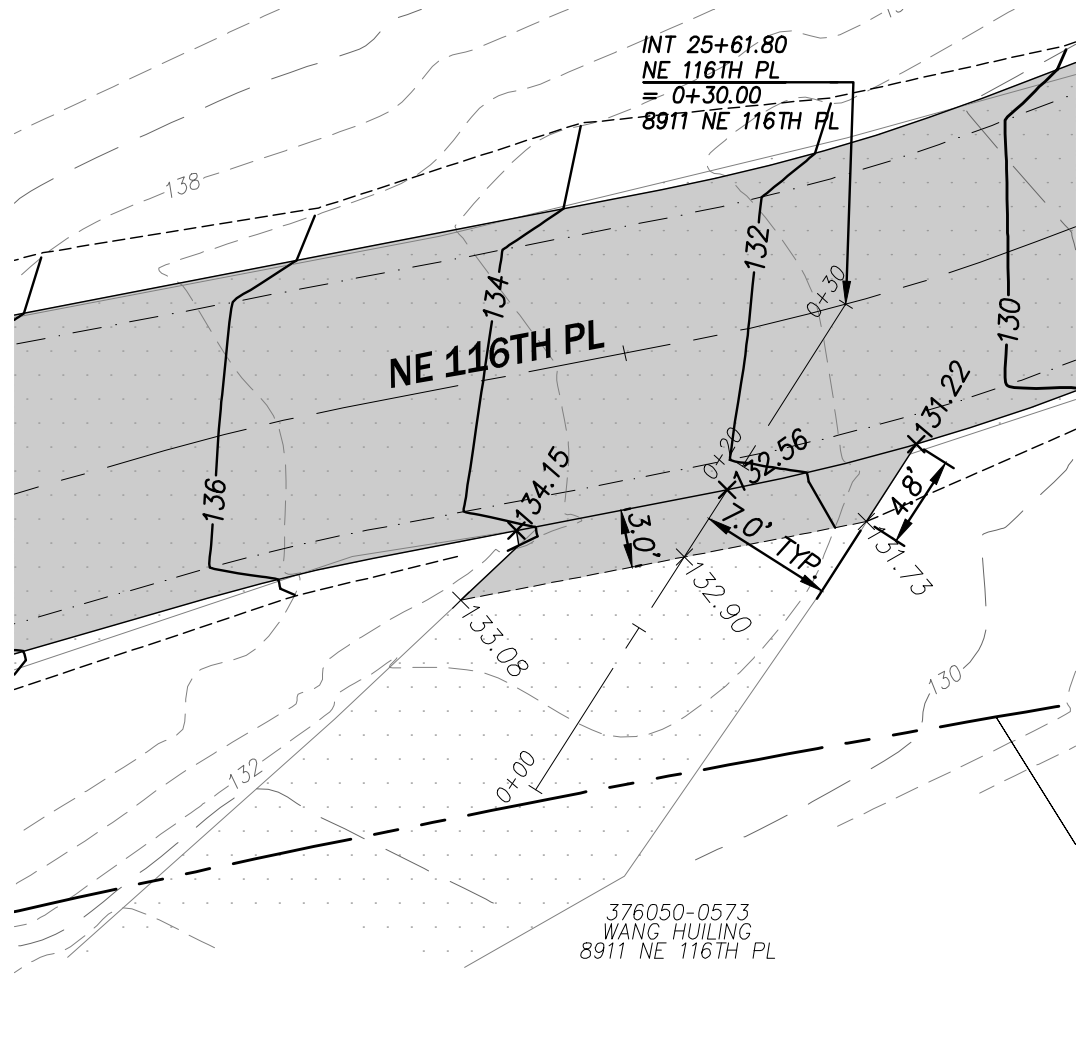 INT 25+61.80
NE 116TH PL
= 0+30.00
8911 NE 116TH PL
138
132
134
0+30
130
NE 116TH PL
131.22
0+20
132.56
134.15
136
4.8'
3.0'
7.0' TYP.
131.73
132.90
133.08
130
132
0+00
376050-0573
WANG HUILING
8911 NE 116TH PL